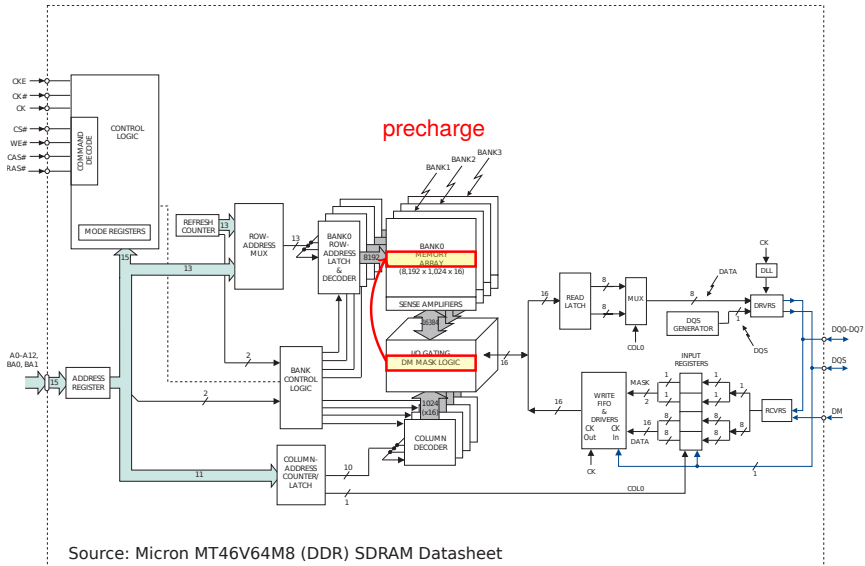 precharge
CKE
CK#
CK
CS#
WE#
CAS#
RAS#
COMMAND
DECODE
CONTROL
LOGIC
MODE REGISTERS
REFRESH
COUNTER
13
ROW-
ADDRESS
MUX
13
BANK0
ROW-
ADDRESS
LATCH
&
DECODER
8192
BANK1
BANK2
BANK3
BANK0
MEMORY
ARRAY
(8,192 x 1,024 x 16)
SENSE AMPLIFIERS
16384
I/O GATING
DM MASK LOGIC
16
15
13
A0-A12,
BA0, BA1
15
ADDRESS
REGISTER
2
2
BANK
CONTROL
LOGIC
1024
(x16)
COLUMN
DECODER
11
COLUMN-
ADDRESS
COUNTER/
LATCH
10
1
COL0
16
READ
LATCH
8
8
MUX
COL0
8
DATA
CK
DLL
DRVRS
DQS
GENERATOR
1
DQS
DQ0-DQ7
DQS
DM
INPUT
REGISTERS
16
WRITE
FIFO
&
DRIVERS
CK
Out
CK
In
CK
MASK
2
16
DATA
1
1
8
8
1
1
8
8
1
8
RCVRS
1
Source: Micron MT46V64M8 (DDR) SDRAM Datasheet